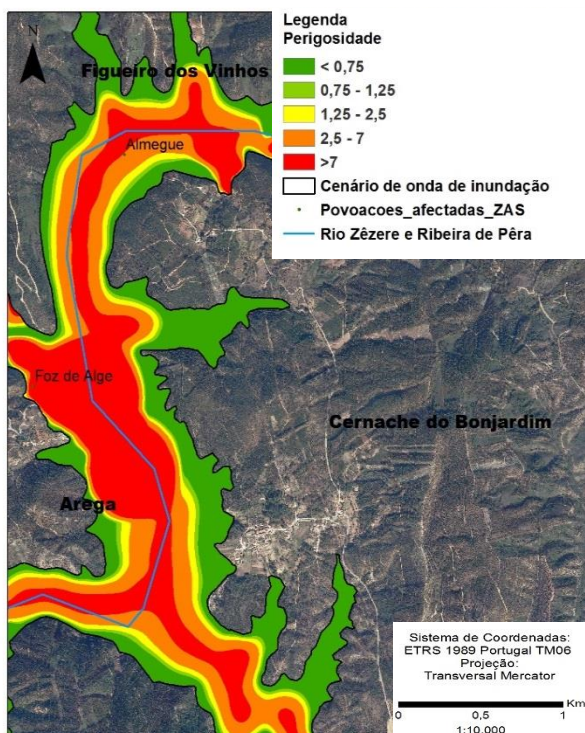 N
Figueiro dos Vinhos
Almegue
Foz de Alge
Cernache do Bonjardim
Arega
Legenda
Perigosidade
< 0,75
0,75 - 1,25
1,25 - 2,5
2,5 - 7
>7
Cenário de onda de inundação
Povoacoes_afectadas_ZAS
Rio Zêzere e Ribeira de Pêra
Sistema de Coordenadas:
ETRS 1989 Portugal TM06
Projeção:
Transversal Mercator
Km
0 0,5 1
1:10.000